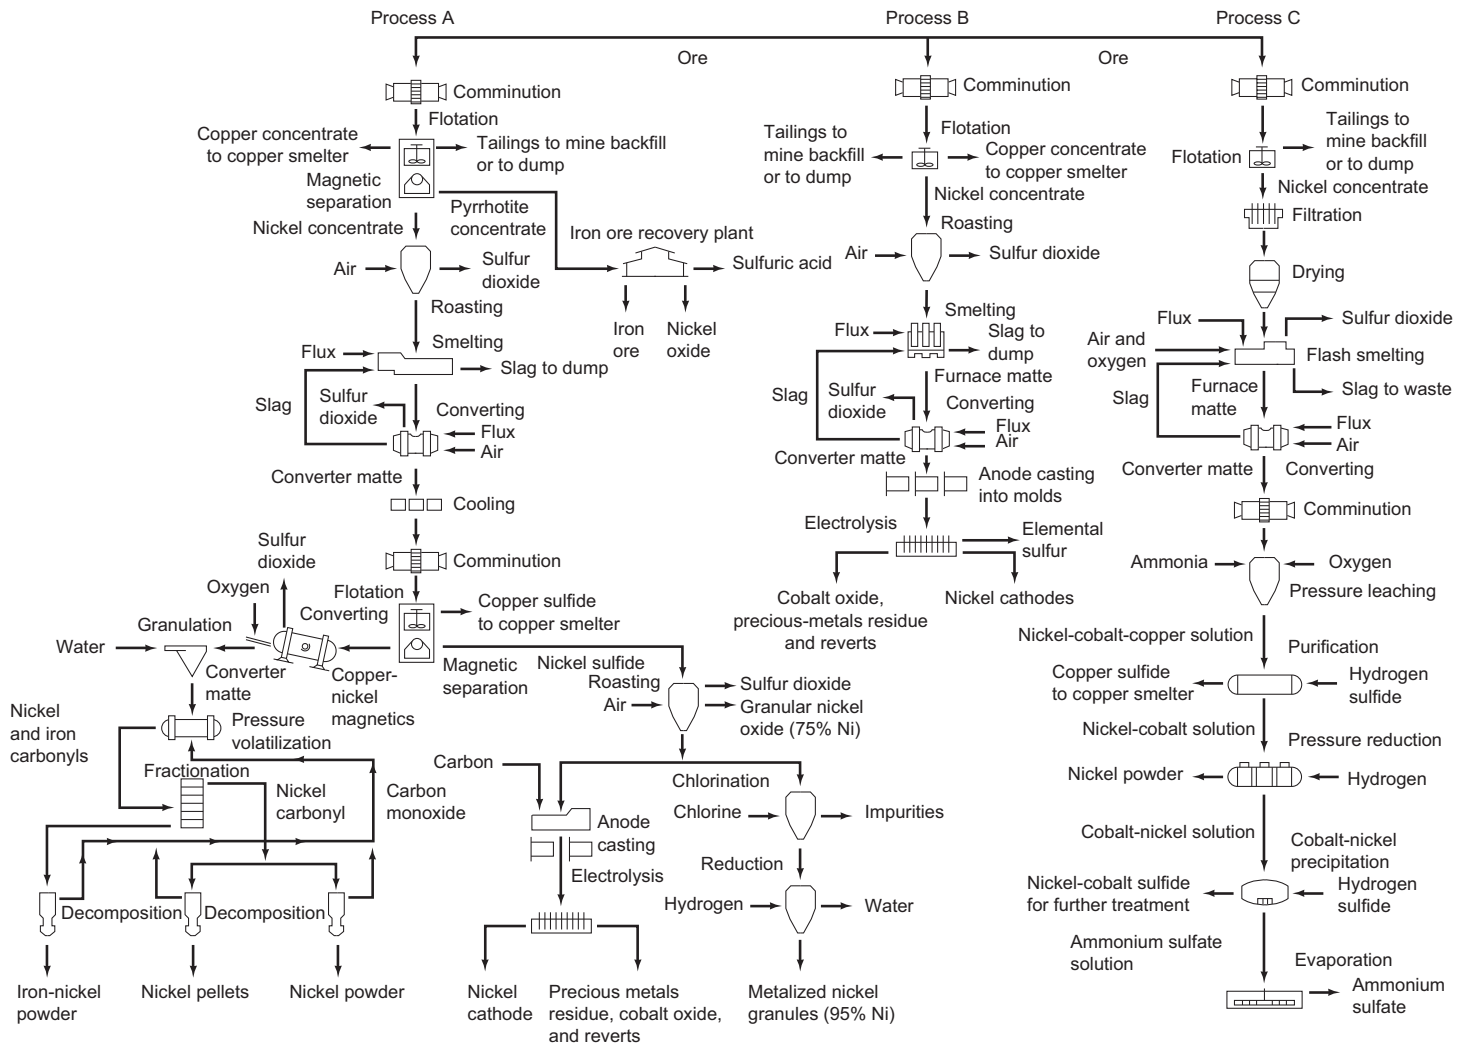 Process A
Process B
Process C
Ore
Ore
Comminution
Flotation
Copper concentrate
to copper smelter
Tailings to mine backfill
or to dump
Magnetic
separation
Pyrrhotite
concentrate
Nickel concentrate
Iron ore recovery plant
Sulfuric acid
Iron
ore
Nickel
oxide
Air
Sulfur
dioxide
Roasting
Smelting
Flux
Slag to dump
Slag
Sulfur
dioxide
Converting
Flux
Air
Converter matte
Cooling
Comminution
Sulfur
dioxide
Oxygen
Flotation
Converting
Copper sulfide
to copper smelter
Granulation
Water
Converter
matte
Copper-
nickel
magnetics
Magnetic
separation
Nickel sulfide
Roasting
Air
Sulfur dioxide
Granular nickel
oxide (75% Ni)
Nickel
and iron
carbonyls
Pressure
volatilization
Fractionation
Nickel
carbonyl
Carbon
monoxide
Decomposition
Decomposition
Iron-nickel
powder
Nickel pellets
Nickel powder
Carbon
Anode
casting
Electrolysis
Nickel
cathode
Precious metals
residue, cobalt oxide,
and reverts
Chlorination
Chlorine
Impurities
Reduction
Hydrogen
Water
Metalized nickel
granules (95% Ni)
Comminution
Flotation
Tailings to
mine backfill
or to dump
Copper concentrate
to copper smelter
Nickel concentrate
Roasting
Air
Sulfur dioxide
Smelting
Flux
Slag to
dump
Furnace matte
Slag
Sulfur
dioxide
Converting
Flux
Air
Converter matte
Anode casting
into molds
Electrolysis
Elemental
sulfur
Cobalt oxide,
precious-metals residue
and reverts
Nickel cathodes
Comminution
Flotation
Tailings to
mine backfill
or to dump
Nickel concentrate
Filtration
Drying
Flux
Sulfur dioxide
Air and
oxygen
Flash smelting
Slag to waste
Slag
Furnace
matte
Flux
Air
Converter matte
Converting
Comminution
Ammonia
Oxygen
Pressure leaching
Nickel-cobalt-copper solution
Purification
Copper sulfide
to copper smelter
Hydrogen
sulfide
Nickel-cobalt solution
Pressure reduction
Nickel powder
Hydrogen
Cobalt-nickel solution
Cobalt-nickel
precipitation
Nickel-cobalt sulfide
for further treatment
Hydrogen
sulfide
Ammonium sulfate
solution
Evaporation
Ammonium
sulfate